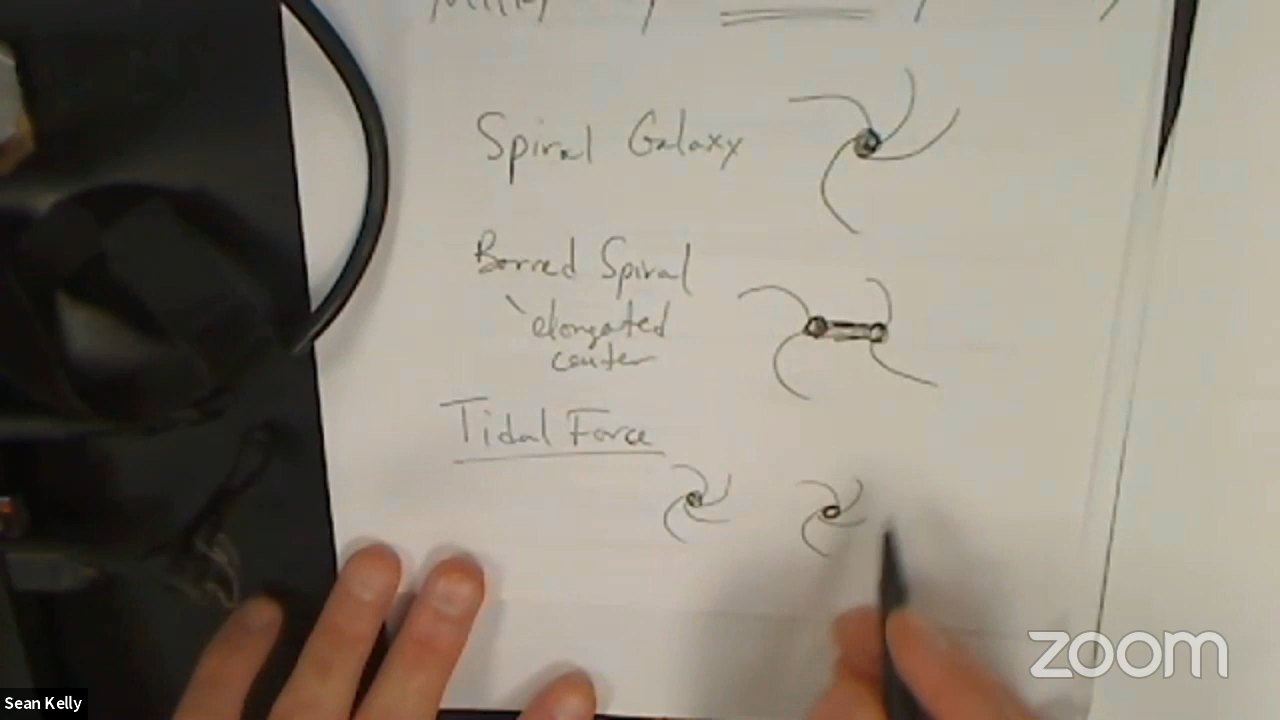 Spiral Galaxy
Barred Spiral
elongated
center
Tidal Force
zoom
Sean Kelly